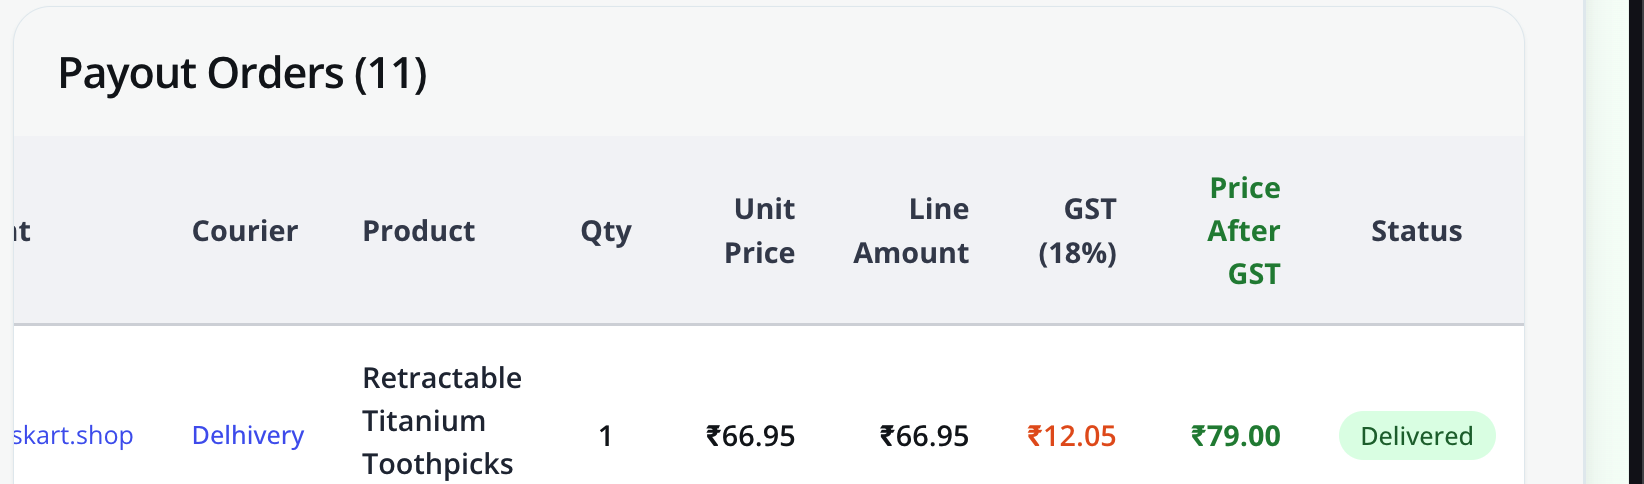 Payout Orders (11)
Courier Product Qty Unit Price Line Amount GST (18%) Price After GST Status
skart.shop Delhivery Retractable Titanium Toothpicks 1 ₹66.95 ₹66.95 ₹12.05 ₹79.00 Delivered